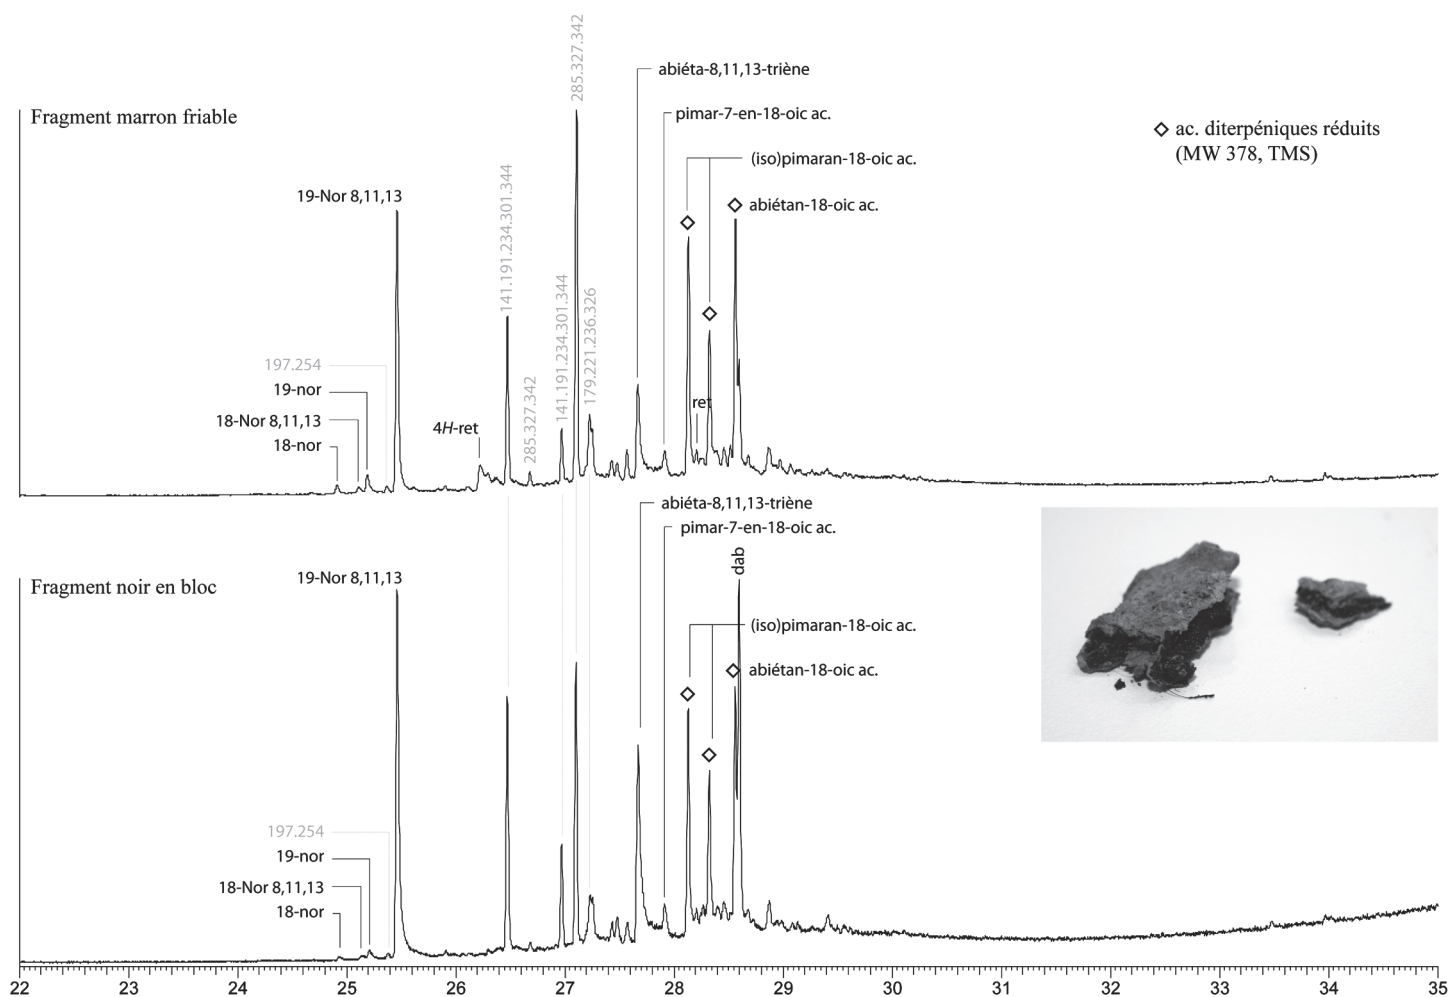 285.327.342
abiéta-8,11,13-triène
Fragment marron friable
pimar-7-en-18-oic ac.
ac. diterpéniques réduits
(MW 378, TMS)
(iso)pimaran-18-oic ac.
141.191.234.301.344
19-Nor 8,11,13
abiétan-18-oic ac.
141.191.234.301.344
179.221.236.326
197.254
19-nor
285.327.342
ret
18-Nor 8,11,13
4H-ret
18-nor
abiéta-8,11,13-triène
pimar-7-en-18-oic ac.
dab
19-Nor 8,11,13
Fragment noir en bloc
(iso)pimaran-18-oic ac.
abiétan-18-oic ac.
197.254
19-nor
18-Nor 8,11,13
18-nor
22 23 24 25 26 27 28 29 30 31 32 33 34 35